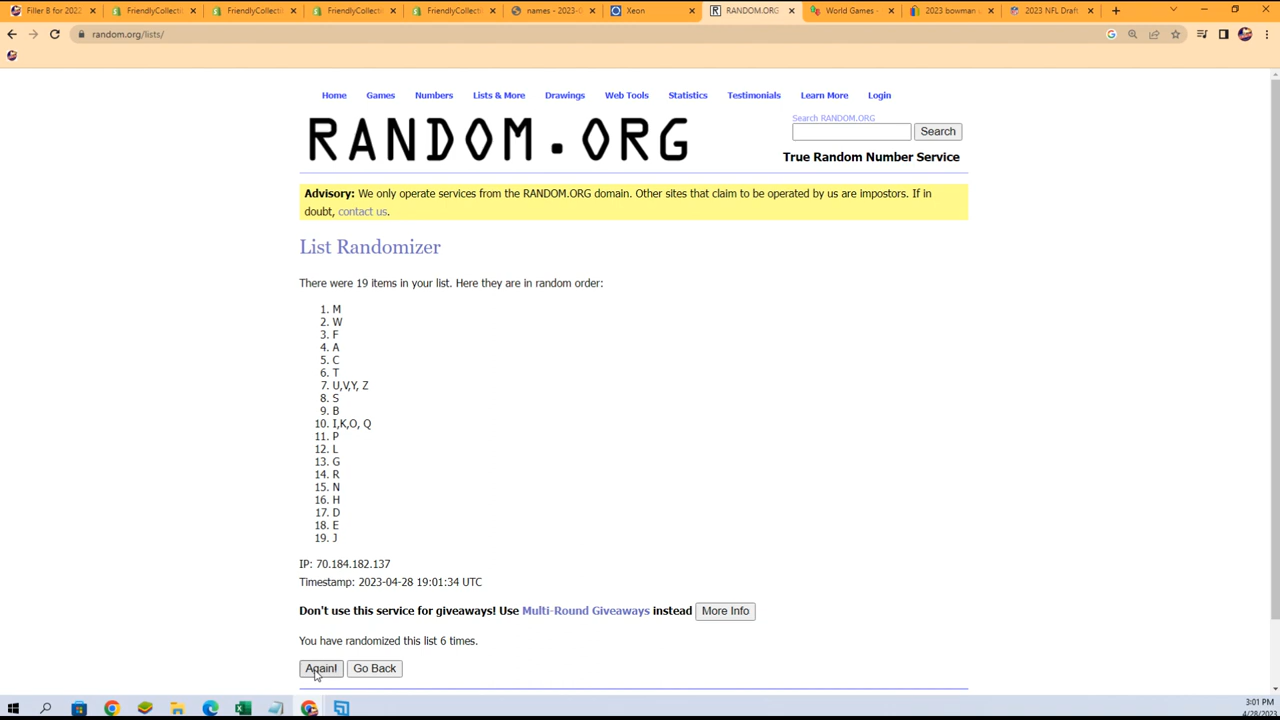 Filler B for 2022
FriendlyCollecti
FriendlyCollecti
FriendlyCollecti
FriendlyCollecti
names - 2023-0
Xeon
RANDOM.ORG
World Games -
2023 bowman
2023 NFL Draft
random.org/lists/
Home Games Numbers Lists & More Drawings Web Tools Statistics Testimonials Learn More Login
RANDOM.ORG
Search RANDOM.ORG
Search
True Random Number Service
Advisory: We only operate services from the RANDOM.ORG domain. Other sites that claim to be operated by us are impostors. If in
doubt, contact us.
List Randomizer
There were 19 items in your list. Here they are in random order:
1. M
2. W
3. F
4. A
5. C
6. T
7. U,V,Y, Z
8. S
9. B
10. I,K,O, Q
11. P
12. L
13. G
14. R
15. N
16. H
17. D
18. E
19. J
IP: 70.184.182.137
Timestamp: 2023-04-28 19:01:34 UTC
Don't use this service for giveaways! Use Multi-Round Giveaways instead More Info
You have randomized this list 6 times.
Again! Go Back
3:01 PM
4/28/2023